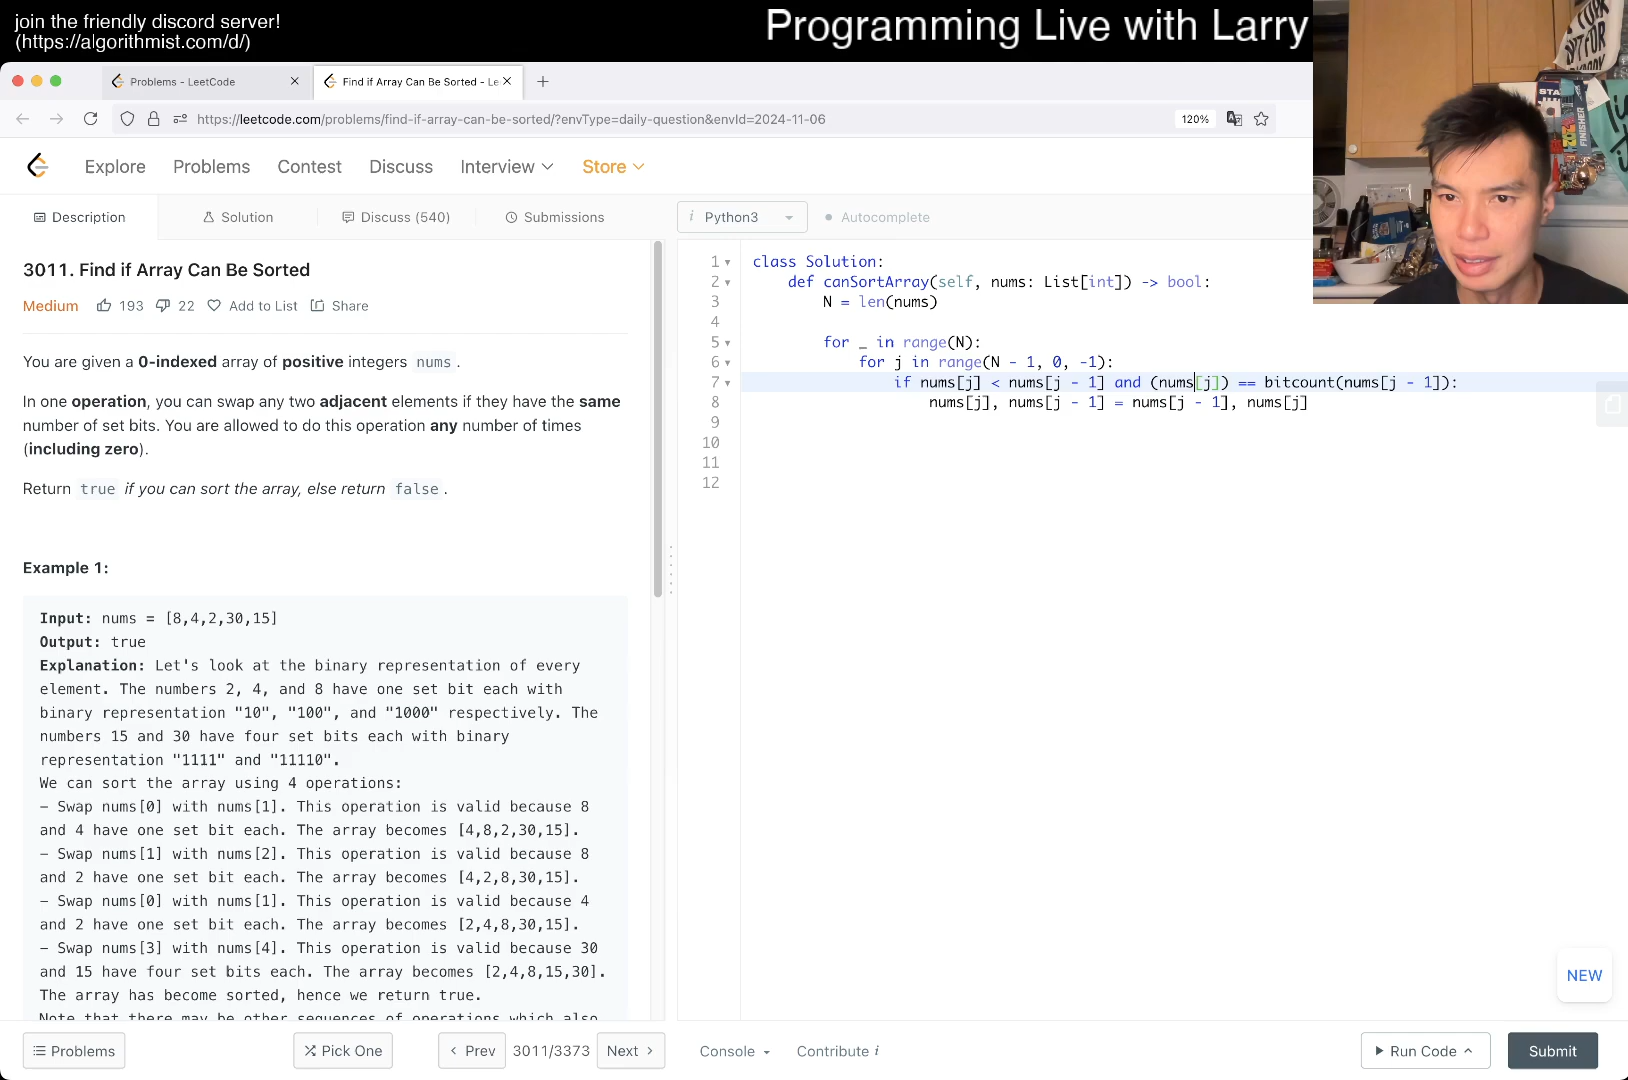 join the friendly discord server!
(https://algorithmist.com/d/)
Programming Live with Larry
Problems - LeetCode
Find if Array Can Be Sorted - Le
https://leetcode.com/problems/find-if-array-can-be-sorted/?envType=daily-question&envId=2024-11-06
120%
Explore
Problems
Contest
Discuss
Interview
Store
Description
Solution
Discuss (540)
Submissions
i Python3
Autocomplete
3011. Find if Array Can Be Sorted
Medium
193
22
Add to List
Share
You are given a 0-indexed array of positive integers nums .
In one operation, you can swap any two adjacent elements if they have the same
number of set bits. You are allowed to do this operation any number of times
(including zero).
Return true if you can sort the array, else return false .
Example 1:
Input: nums = [8,4,2,30,15]
Output: true
Explanation: Let's look at the binary representation of every
element. The numbers 2, 4, and 8 have one set bit each with
binary representation "10", "100", and "1000" respectively. The
numbers 15 and 30 have four set bits each with binary
representation "1111" and "11110".
We can sort the array using 4 operations:
- Swap nums[0] with nums[1]. This operation is valid because 8
and 4 have one set bit each. The array becomes [4,8,2,30,15].
- Swap nums[1] with nums[2]. This operation is valid because 8
and 2 have one set bit each. The array becomes [4,2,8,30,15].
- Swap nums[0] with nums[1]. This operation is valid because 4
and 2 have one set bit each. The array becomes [2,4,8,30,15].
- Swap nums[3] with nums[4]. This operation is valid because 30
and 15 have four set bits each. The array becomes [2,4,8,15,30].
The array has become sorted, hence we return true.
Note that there may be other sequences of operations which also
1 class Solution:
2 def canSortArray(self, nums: List[int]) -> bool:
3 N = len(nums)
4
5 for _ in range(N):
6 for j in range(N - 1, 0, -1):
7 if nums[j] < nums[j - 1] and (nums[j]) == bitcount(nums[j - 1]):
8 nums[j], nums[j - 1] = nums[j - 1], nums[j]
9
10
11
12
NEW
Problems
Pick One
Prev
3011/3373
Next
Console
Contribute i
Run Code
Submit